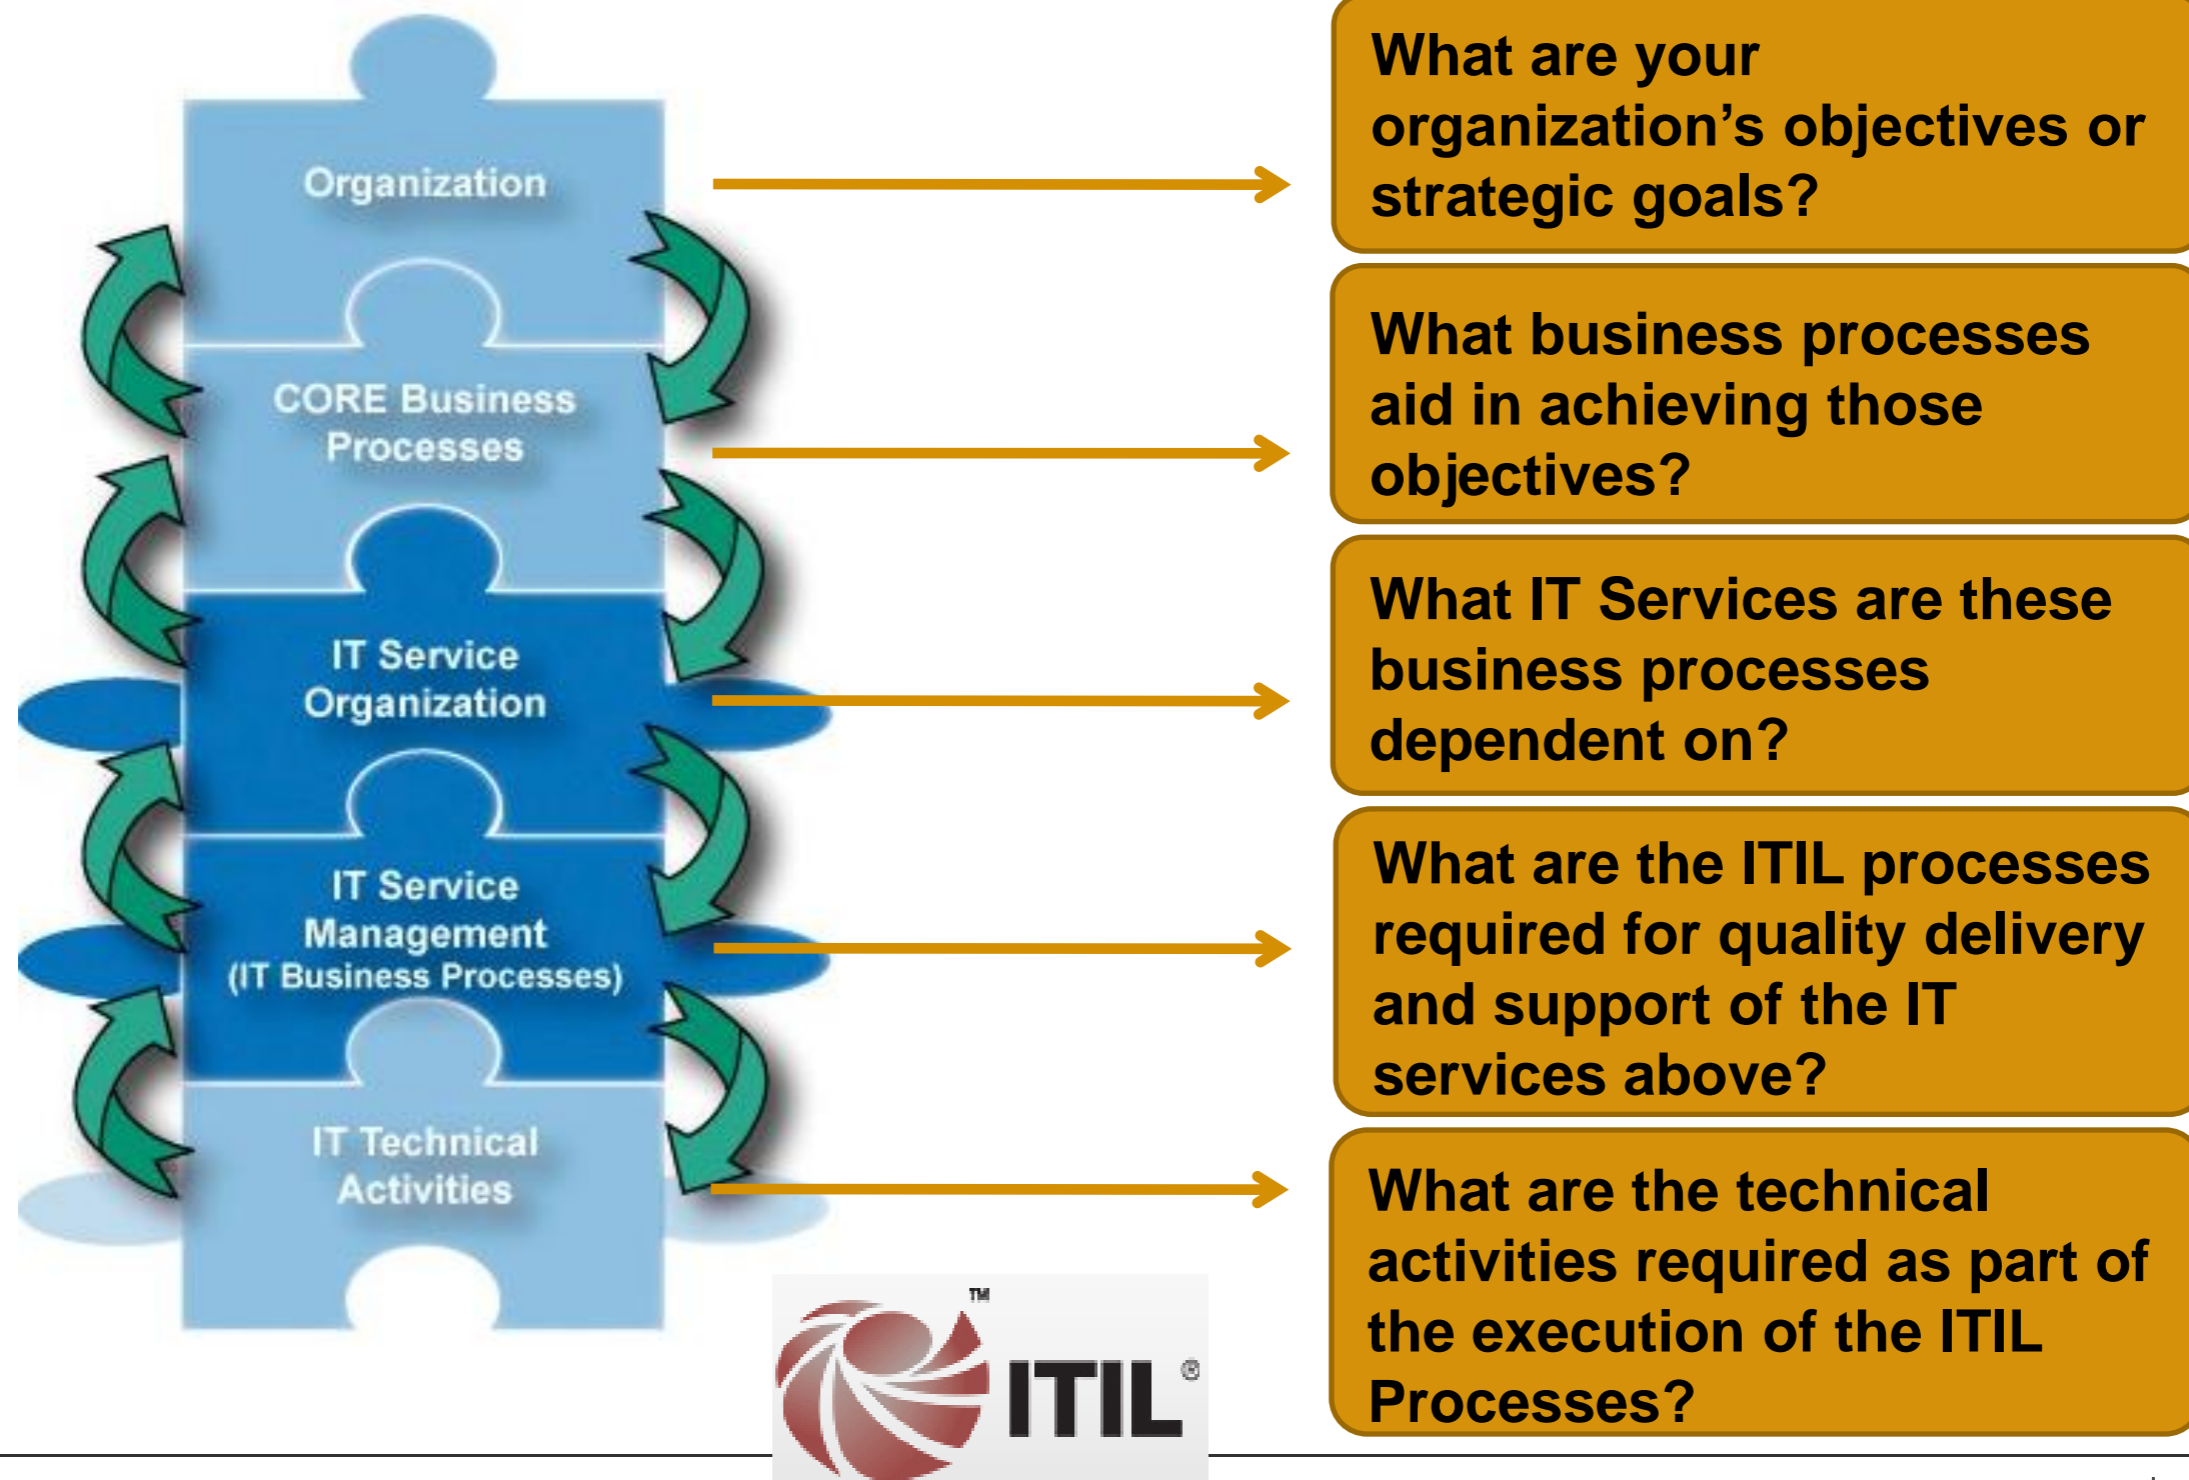 Organization
What are your
organization’s objectives or
strategic goals?
CORE Business
Processes
What business processes
aid in achieving those
objectives?
IT Service
Organization
What IT Services are these
business processes
dependent on?
IT Service
Management
(IT Business Processes)
What are the ITIL processes
required for quality delivery
and support of the IT
services above?
IT Technical
Activities
What are the technical
activities required as part of
the execution of the ITIL
Processes?
™
ITIL®